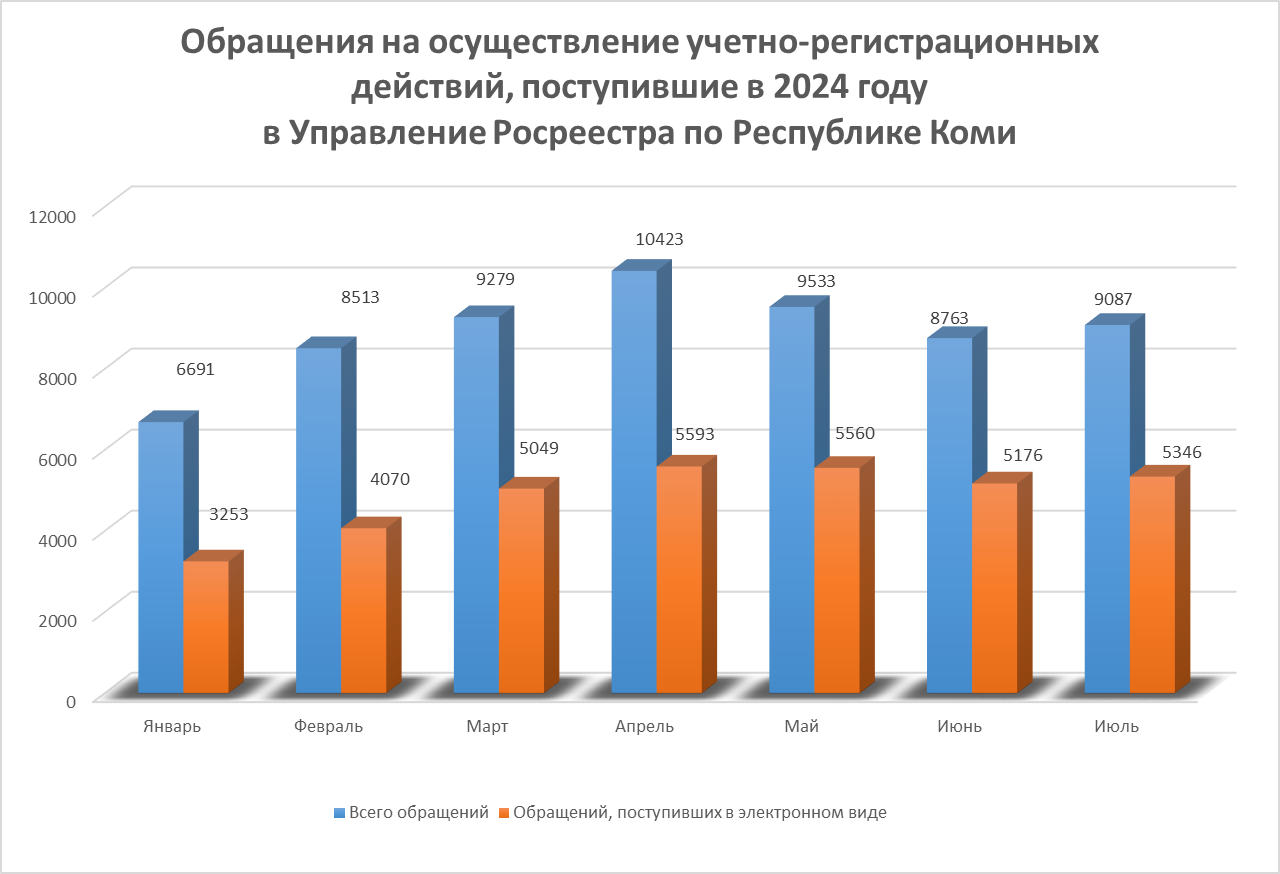 Обращения на осуществление учетно-регистрационных
действий, поступившие в 2024 году
в Управление Росреестра по Республике Коми
12000
10000
8000
6000
4000
2000
0
6691
3253
8513
4070
9279
5049
10423
5593
9533
5560
8763
5176
9087
5346
Январь
Февраль
Март
Апрель
Май
Июнь
Июль
Всего обращений
Обращений, поступивших в электронном виде